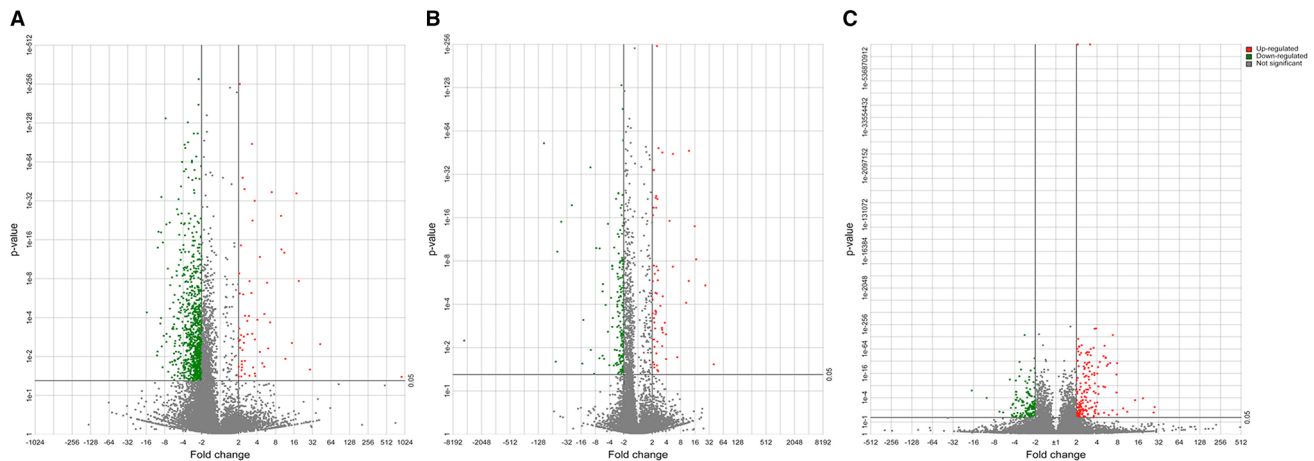 A
1e-512
1e-256
1e-128
1e-64
1e-32
1e-16
1e-8
1e-4
1e-2
1e-1
1
p-value
0.05
-1024 -256 -128 -64 -32 -16 -8 -4 -2 2 4 8 16 32 64 128 256 1024
Fold change
B
1e-256
1e-128
1e-64
1e-32
1e-16
1e-8
1e-4
1e-2
1e-1
1
p-value
0.05
-8192 -2048 -512 -128 -32 -16 -8 -4 -2 2 4 8 16 32 64 128 512 2048 8192
Fold change
C
1e-536870912
1e-33554432
1e-2097152
1e-131072
1e-16384
1e-2048
1e-256
1e-64
1e-16
1e-4
1e-1
1
p-value
0.05
-512 -256 -128 -64 -32 -16 -8 -4 -2 ±1 2 4 8 16 32 64 128 256 512
Fold change
Up-regulated
Down-regulated
Not significant